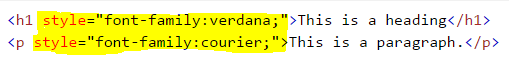 <h1 style="font-family:verdana;">This is a heading</h1>
<p style="font-family:courier;">This is a paragraph.</p>